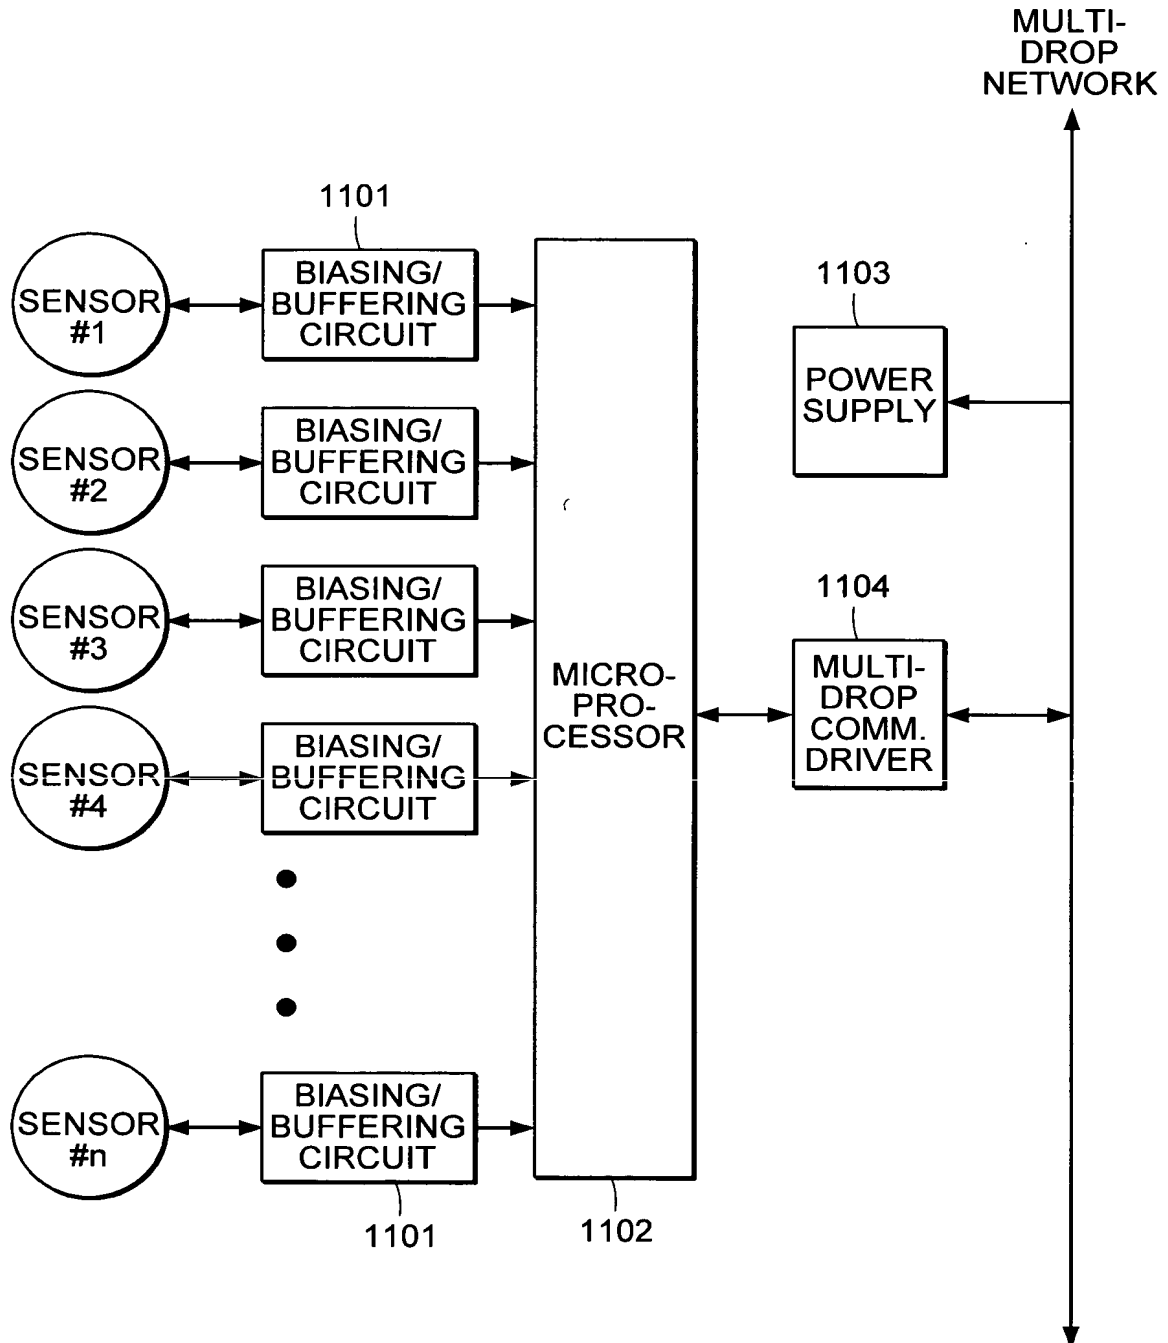 MULTI-
DROP
NETWORK
1101
SENSOR
#1
BIASING/
BUFFERING
CIRCUIT
1103
POWER
SUPPLY
SENSOR
#2
BIASING/
BUFFERING
CIRCUIT
SENSOR
#3
BIASING/
BUFFERING
CIRCUIT
MICRO-
PRO-
CESSOR
1104
MULTI-
DROP
COMM.
DRIVER
SENSOR
#4
BIASING/
BUFFERING
CIRCUIT
SENSOR
#n
BIASING/
BUFFERING
CIRCUIT
1101
1102